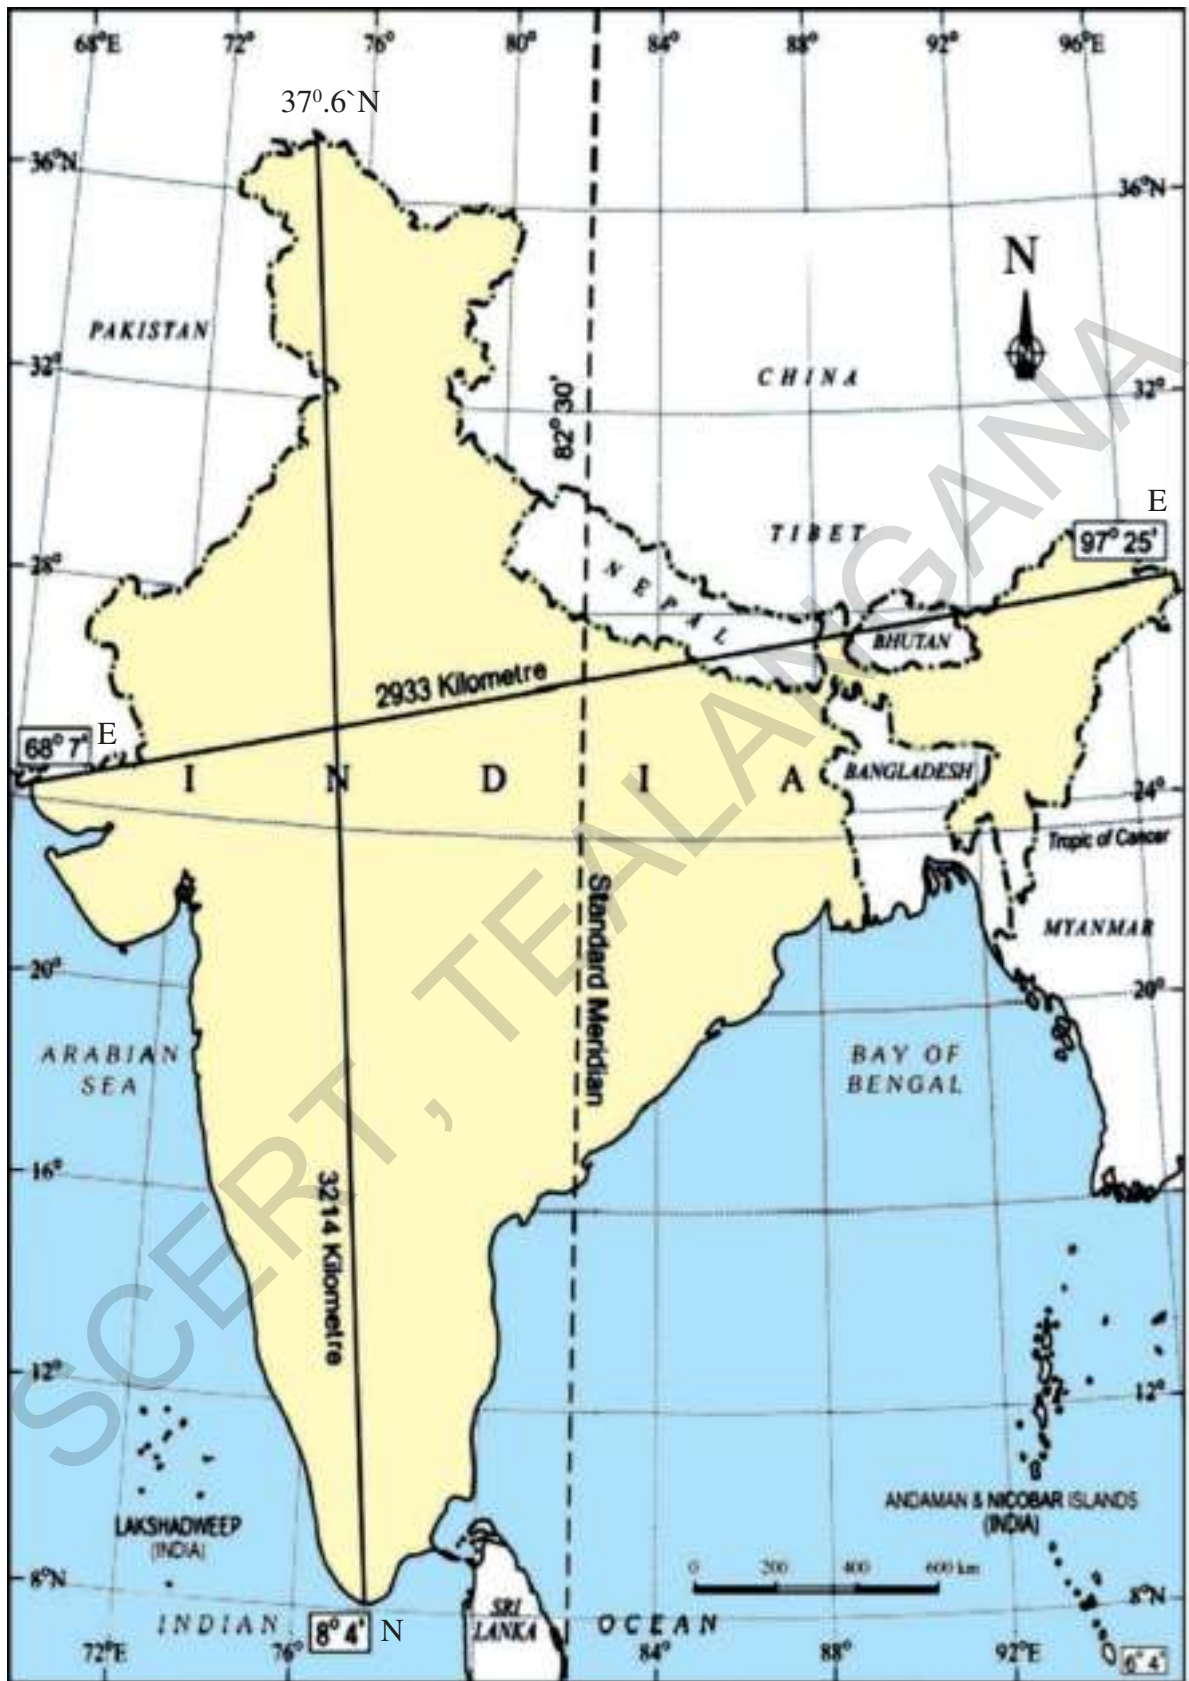 68°E 72° 76° 80° 84° 88° 92° 96°E
37⁰.6`N
36°N 36°N
N
PAKISTAN
32° CHINA 32°
82°30'
E
TIBET
97° 25'
28°
NEPAL
BHUTAN
2933 Kilometre
68° 7' E
I N D I A
BANGLADESH
24°
Tropic of Cancer
Standard Meridian
MYANMAR
20° 20°
ARABIAN
SEA
BAY OF
BENGAL
16°
3214 Kilometre
12° 12°
ANDAMAN & NICOBAR ISLANDS
(INDIA)
LAKSHADWEEP
(INDIA)
0 200 400 600 km
8°N 8°N
SRI
LANKA
INDIAN OCEAN
8° 4' N
72°E 76° 84° 88° 92°E 6° 4'
SCERT, TEALANGANA